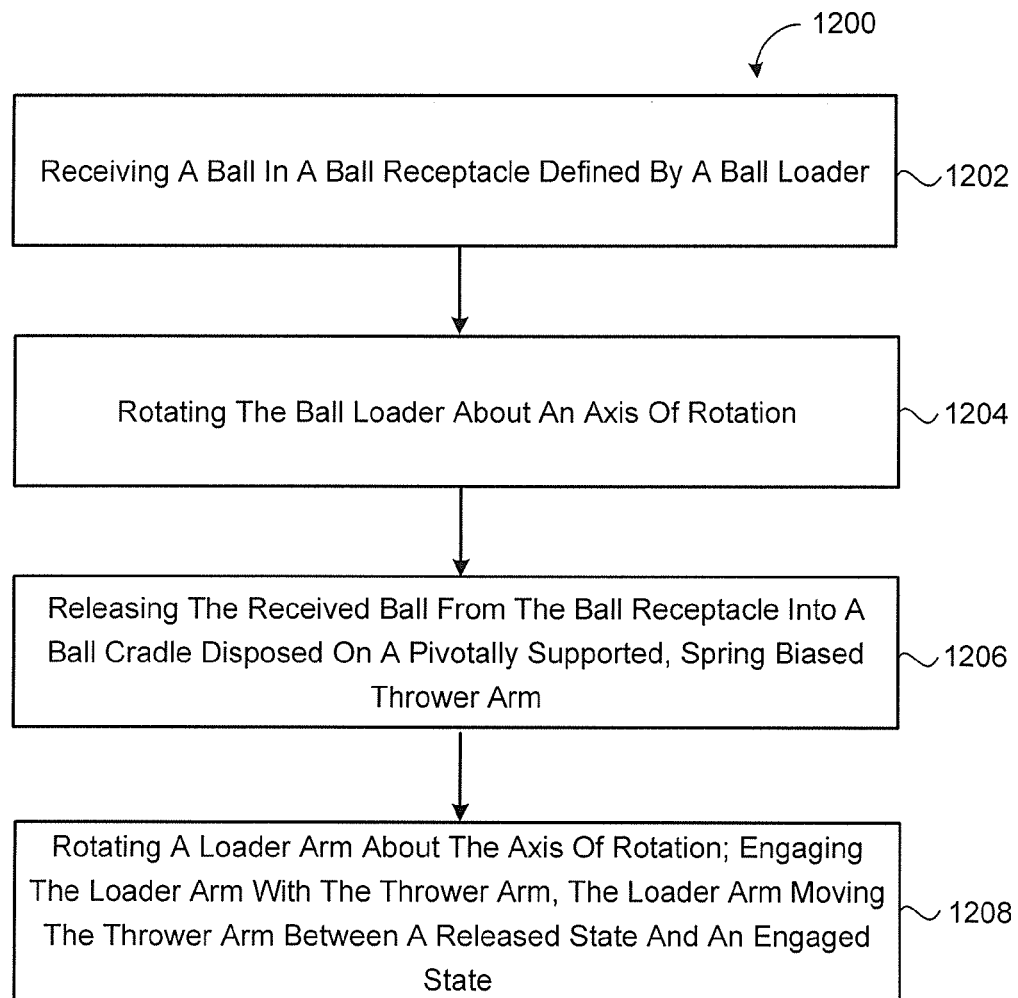 1200
Receiving A Ball In A Ball Receptacle Defined By A Ball Loader
1202
Rotating The Ball Loader About An Axis Of Rotation
1204
Releasing The Received Ball From The Ball Receptacle Into A
Ball Cradle Disposed On A Pivotally Supported, Spring Biased
Thrower Arm
1206
Rotating A Loader Arm About The Axis Of Rotation; Engaging
The Loader Arm With The Thrower Arm, The Loader Arm Moving
The Thrower Arm Between A Released State And An Engaged
State
1208